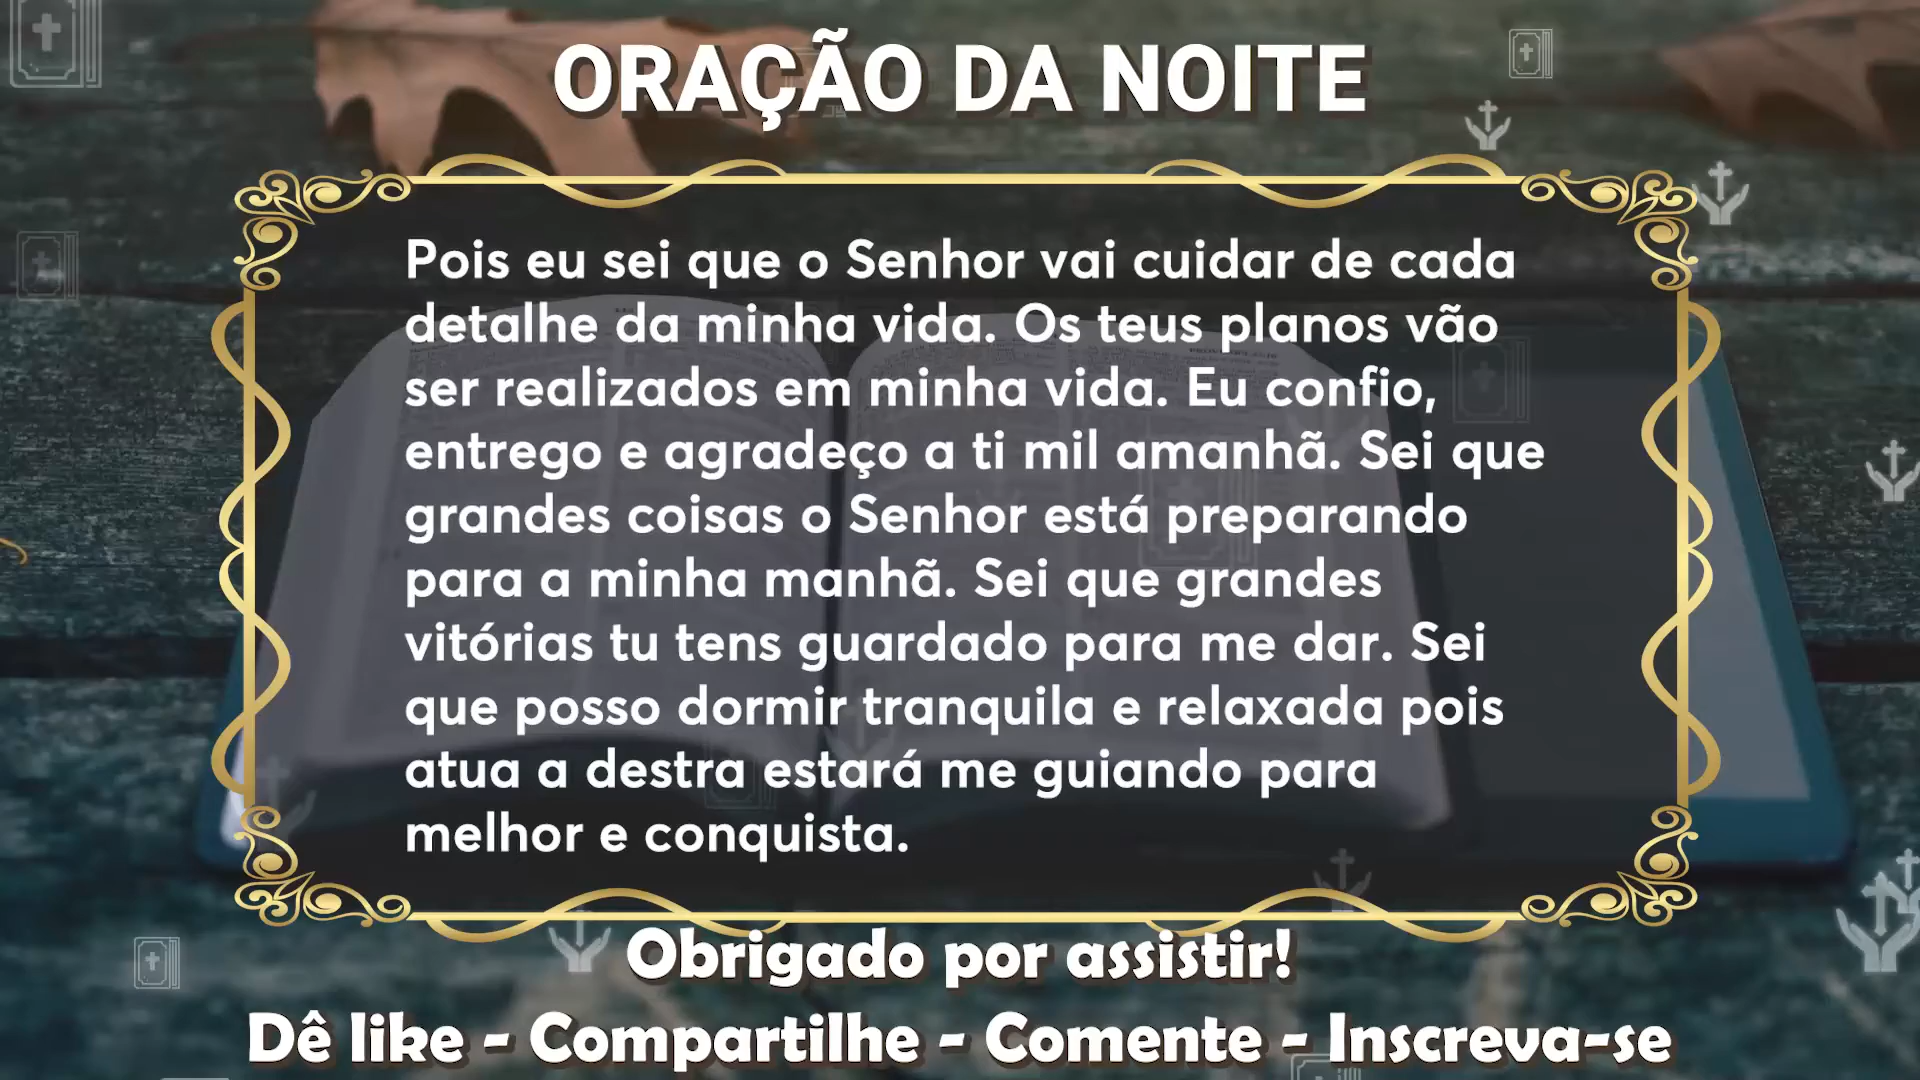 ORAÇÃO DA NOITE
Pois eu sei que o Senhor vai cuidar de cada
detalhe da minha vida. Os teus planos vão
ser realizados em minha vida. Eu confio,
entrego e agradeço a ti mil amanhã. Sei que
grandes coisas o Senhor está preparando
para a minha manhã. Sei que grandes
vitórias tu tens guardado para me dar. Sei
que posso dormir tranquila e relaxada pois
atua a destra estará me guiando para
melhor e conquista.
Obrigado por assistir!
Dê like - Compartilhe - Comente - Inscreva-se